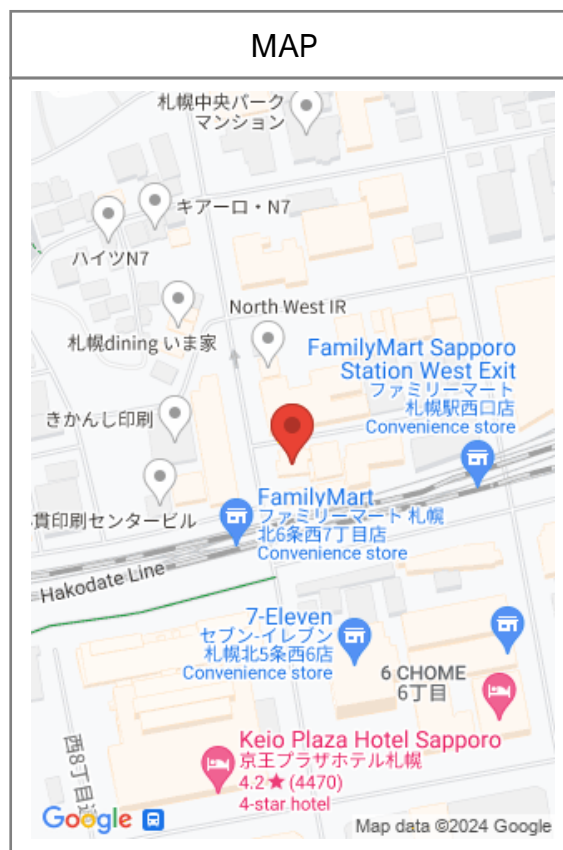 MAP
札幌中央パーク
マンション
キアーロ・N7
ハイツN7
North West IR
札幌dining いま家
FamilyMart Sapporo
Station West Exit
ファミリーマート
札幌駅西口店
Convenience store
きかんし印刷
貫印刷センタービル
FamilyMart
ファミリーマート 札幌
北6条西7丁目店
Convenience store
Hakodate Line
7-Eleven
セブン-イレブン
札幌北5条西6店
Convenience store
6 CHOME
6丁目
Keio Plaza Hotel Sapporo
京王プラザホテル札幌
4.2★(4470)
4-star hotel
西8丁目通
Google
Map data ©2024 Google